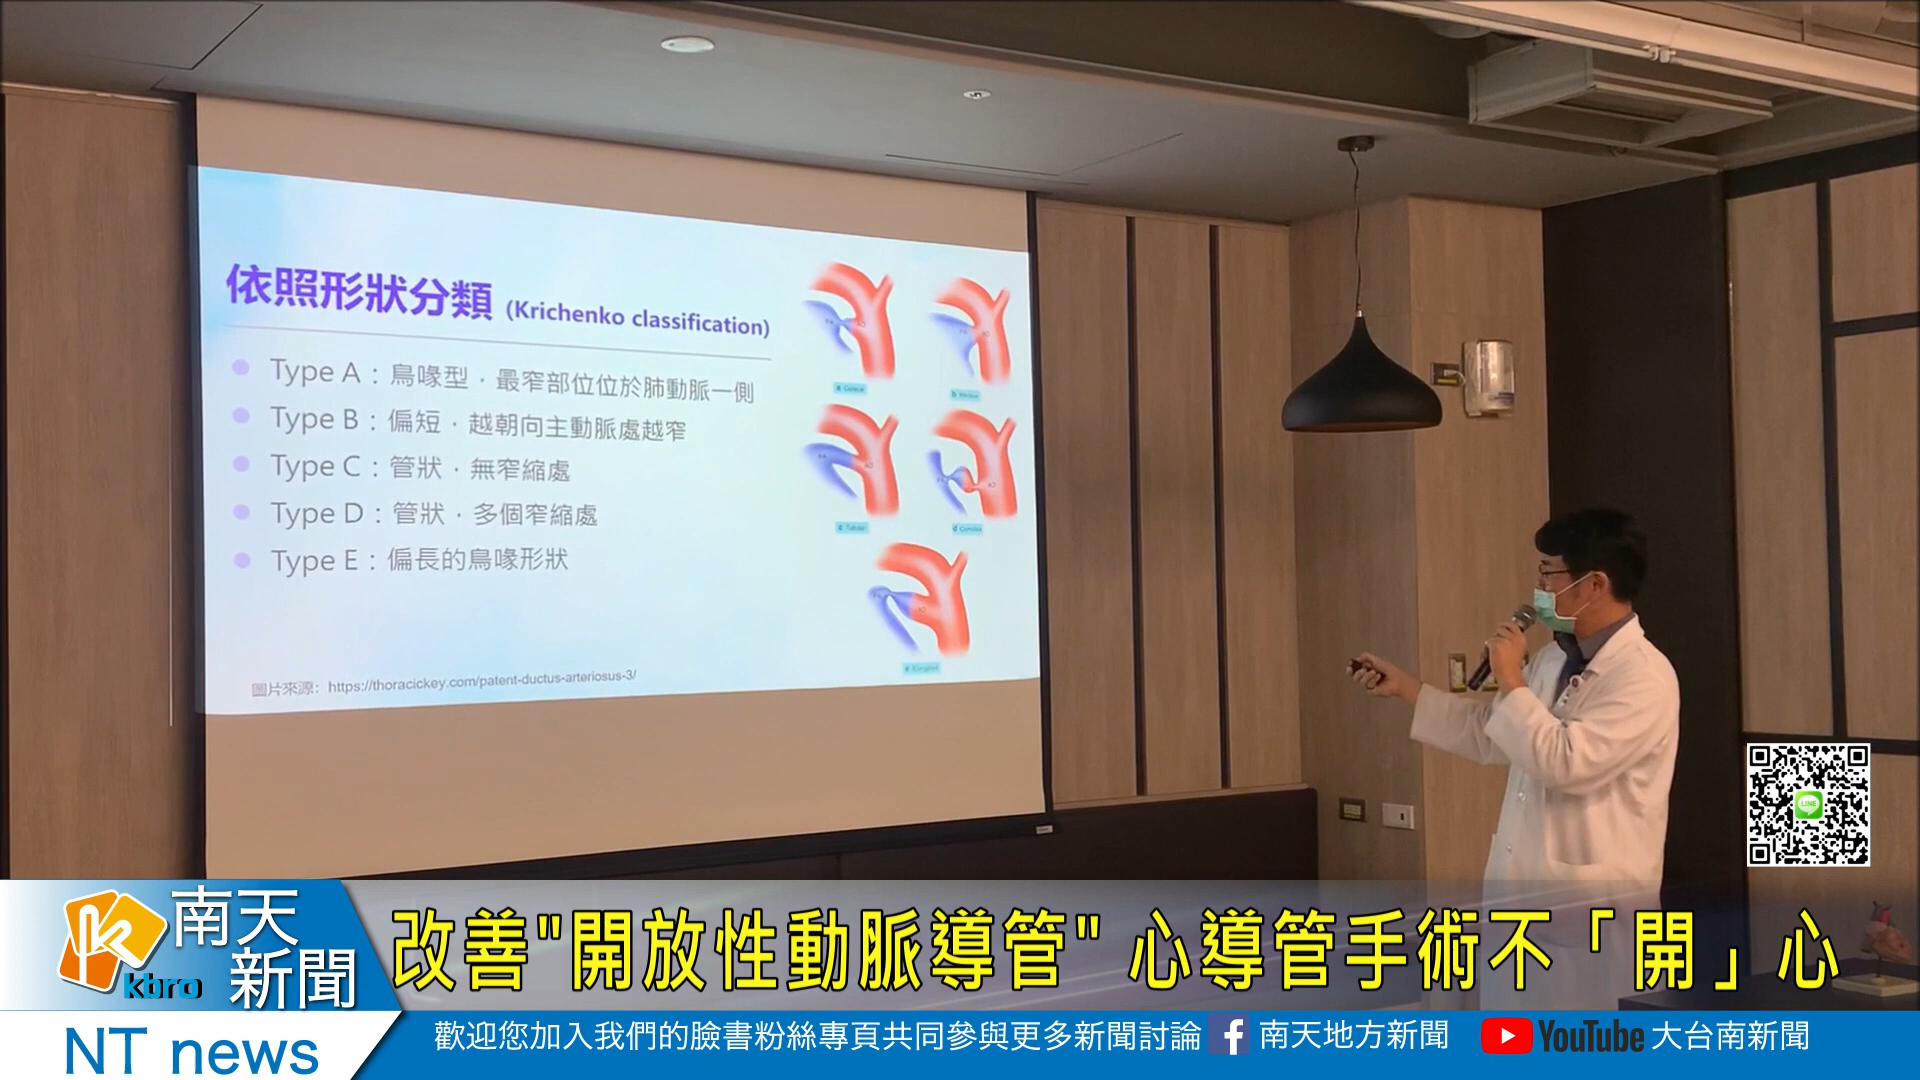 依照形狀分類 (Krichenko classification)
Type A：鳥喙型，最窄部位位於肺動脈一側
Type B：偏短，越朝向主動脈處越窄
Type C：管狀，無窄縮處
Type D：管狀，多個窄縮處
Type E：偏長的鳥喙形狀
圖片來源：https://thoracickey.com/patent-ductus-arteriosus-3/
LINE
kbro
南天
新聞
改善"開放性動脈導管" 心導管手術不「開」心
NT news
歡迎您加入我們的臉書粉絲專頁共同參與更多新聞討論 南天地方新聞 YouTube 大台南新聞